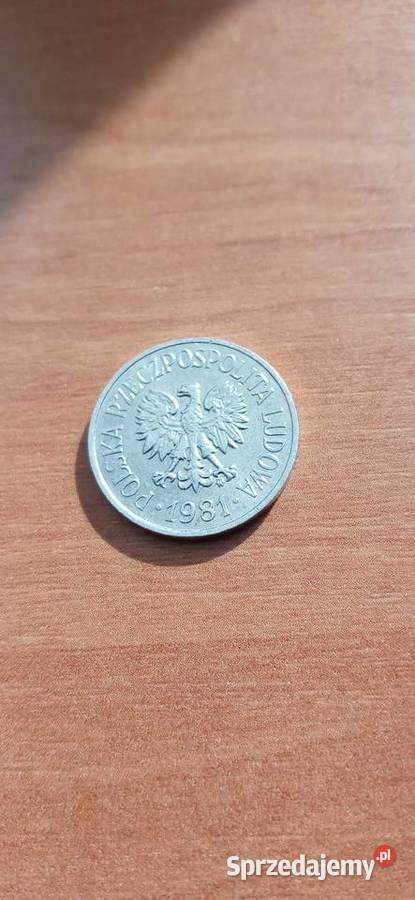 POLSKA RZECZPOSPOLITA LUDOWA
· 1981 ·
Sprzedajemy.pl